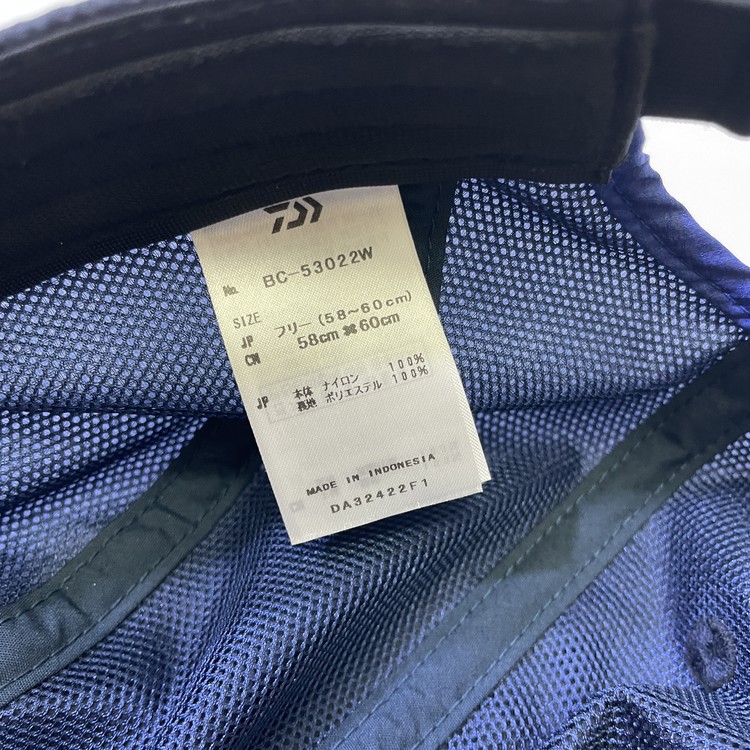 No. BC-53022W
SIZE
JP フリー(58～60cm)
CN 58cm✖60cm
JP 本体 ナイロン 100%
裏地 ポリエステル 100%
MADE IN INDONESIA
DA32422F1